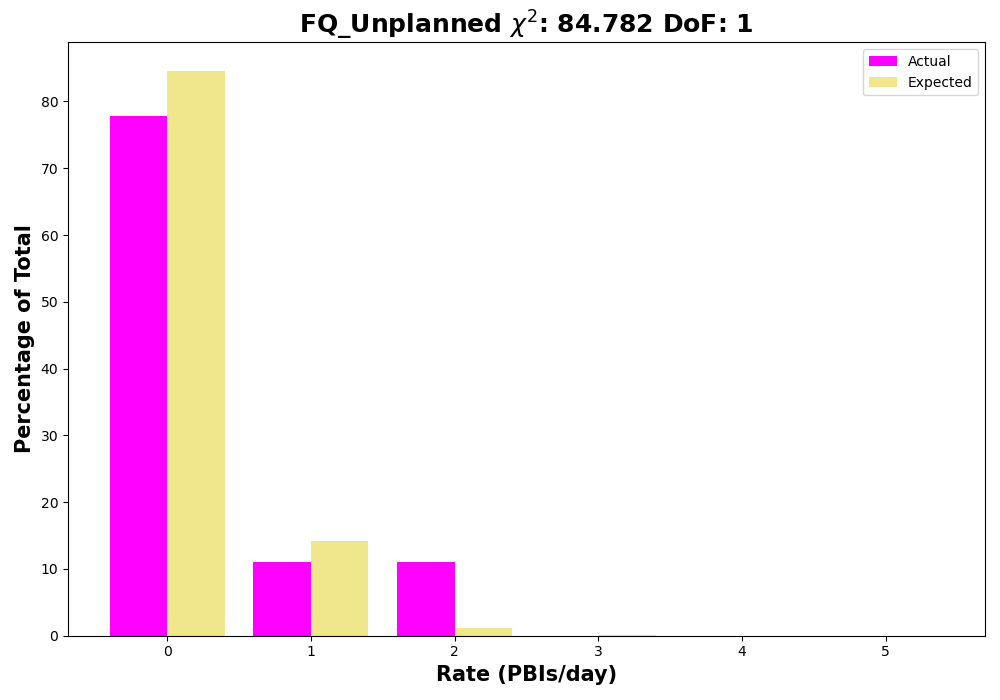 FQ_Unplanned χ²: 84.782 DoF: 1
Actual
Expected
Percentage of Total
80
70
60
50
40
30
20
10
0
0 1 2 3 4 5
Rate (PBIs/day)